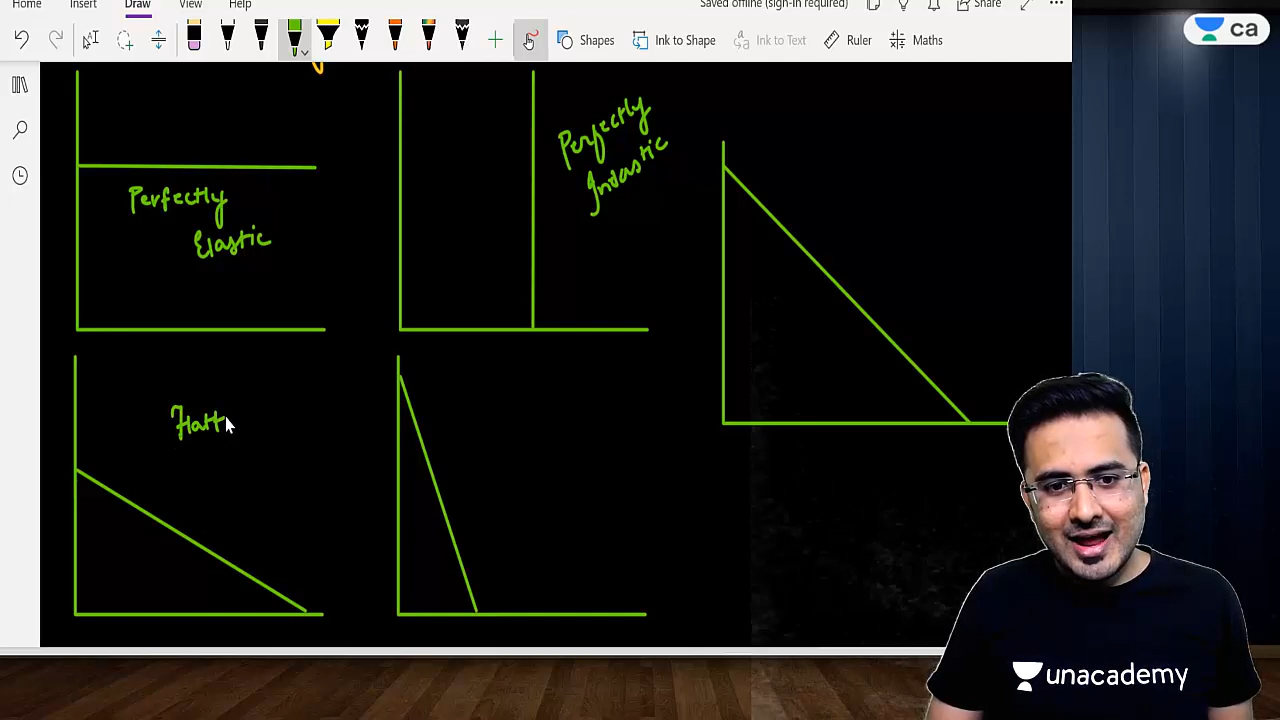 Home Insert Draw View Help Saved offline (sign-in required) Share
Shapes Ink to Shape Ink to Text Ruler Maths
ca
Perfectly
Elastic
Perfectly
Inelastic
Flatt
unacademy